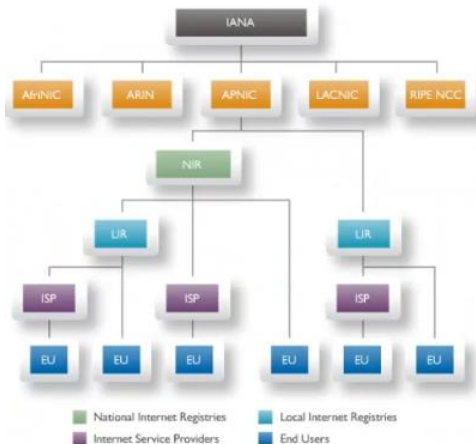 IANA
AfriNIC ARIN APNIC LACNIC RIPE NCC
NIR
LIR LIR
ISP ISP ISP
EU EU EU EU EU EU
National Internet Registries Local Internet Registries
Internet Service Providers End Users